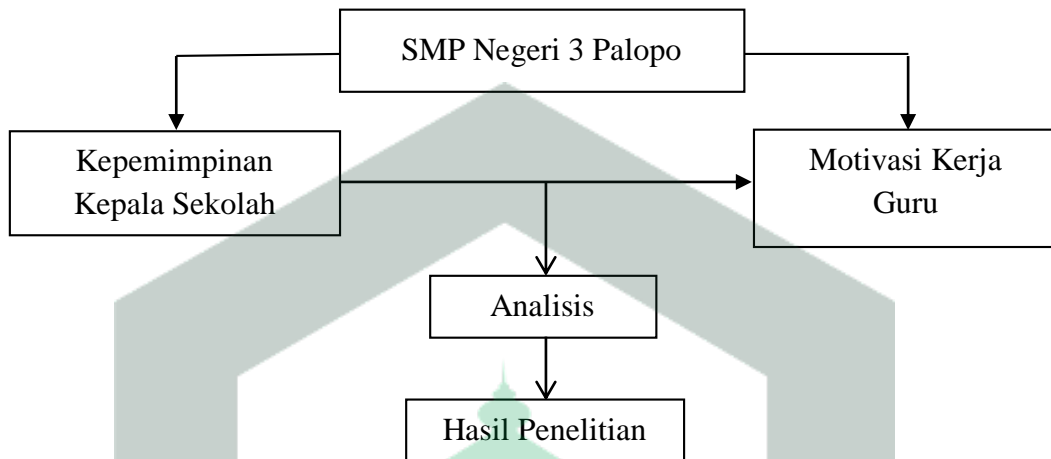 SMP Negeri 3 Palopo
Kepemimpinan
Kepala Sekolah
Motivasi Kerja
Guru
Analisis
Hasil Penelitian